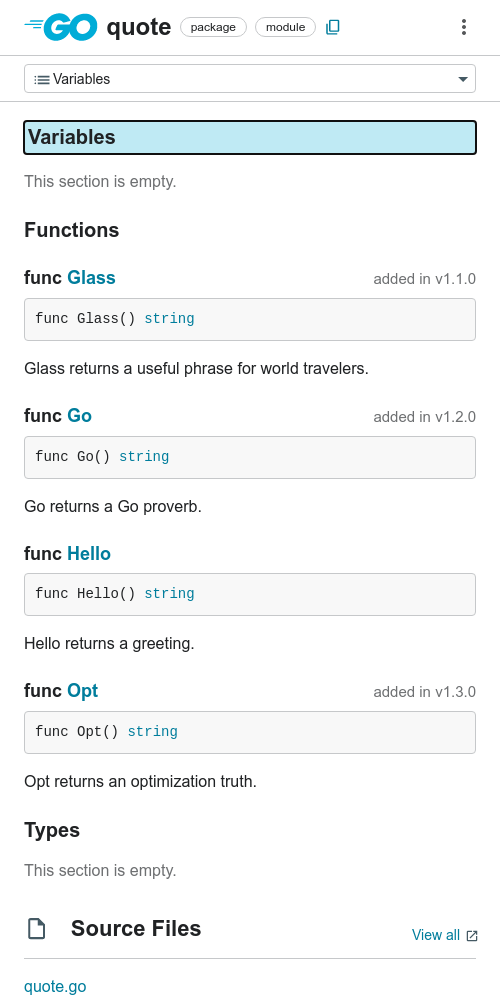 GO quote package module
Variables
Variables
This section is empty.
Functions
func Glass added in v1.1.0
func Glass() string
Glass returns a useful phrase for world travelers.
func Go added in v1.2.0
func Go() string
Go returns a Go proverb.
func Hello
func Hello() string
Hello returns a greeting.
func Opt added in v1.3.0
func Opt() string
Opt returns an optimization truth.
Types
This section is empty.
Source Files View all
quote.go